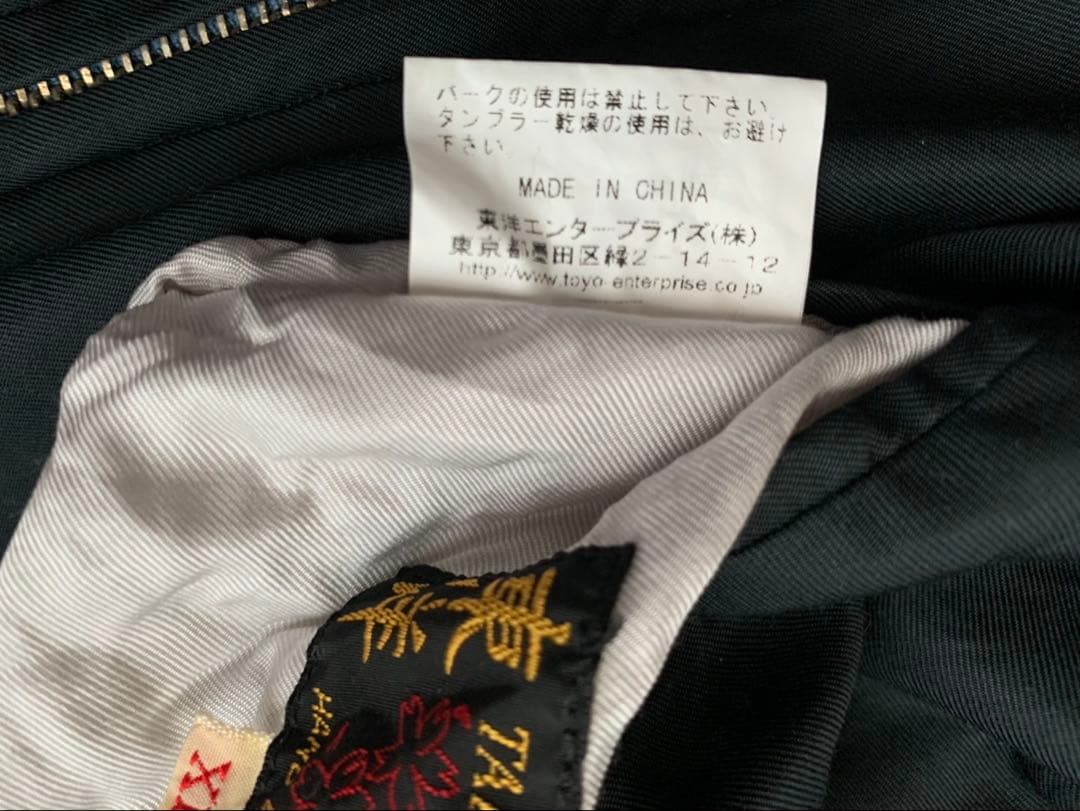 パークの使用は禁止して下さい
タンブラー乾燥の使用は、お避け
下さい
MADE IN CHINA
東洋エンタープライズ(株)
東京都墨田区緑2-14-12
http://www.toyo-enterprise.co.jp
東
TAI